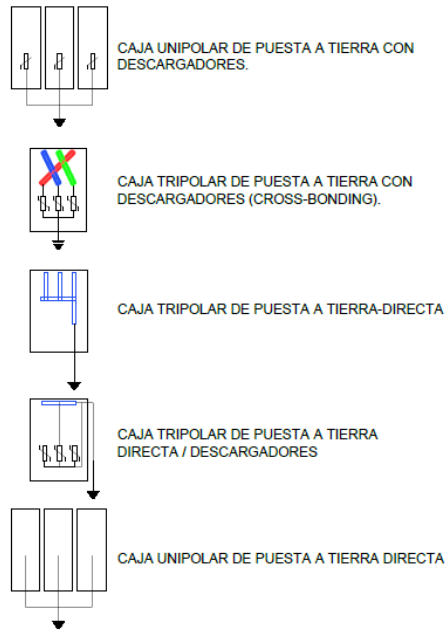 CAJA UNIPOLAR DE PUESTA A TIERRA CON
DESCARGADORES.
CAJA TRIPOLAR DE PUESTA A TIERRA CON
DESCARGADORES (CROSS-BONDING).
CAJA TRIPOLAR DE PUESTA A TIERRA-DIRECTA
CAJA TRIPOLAR DE PUESTA A TIERRA
DIRECTA / DESCARGADORES
CAJA UNIPOLAR DE PUESTA A TIERRA DIRECTA